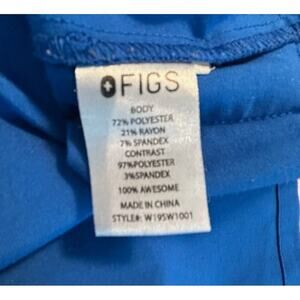 FIGS
BODY
72% POLYESTER
21% RAYON
7% SPANDEX
CONTRAST
97%POLYESTER
3%SPANDEX
100% AWESOME
MADE IN CHINA
STYLE#: W19SW1001